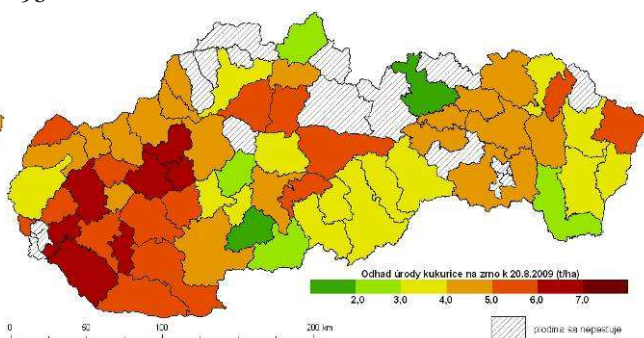 Odhad úrody kukurice na zrno k 20.8.2009 (t/ha)
2,0 3,0 4,0 5,0 6,0 7,0
0 50 100 200 km
plodina sa nepestuje